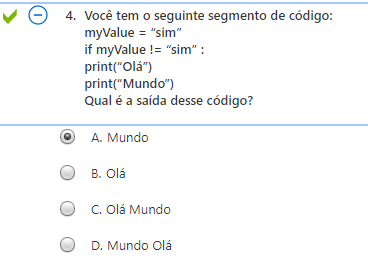 4. Você tem o seguinte segmento de código:
myValue = “sim”
if myValue != “sim” :
print(“Olá”)
print(“Mundo”)
Qual é a saída desse código?
A. Mundo
B. Olá
C. Olá Mundo
D. Mundo Olá